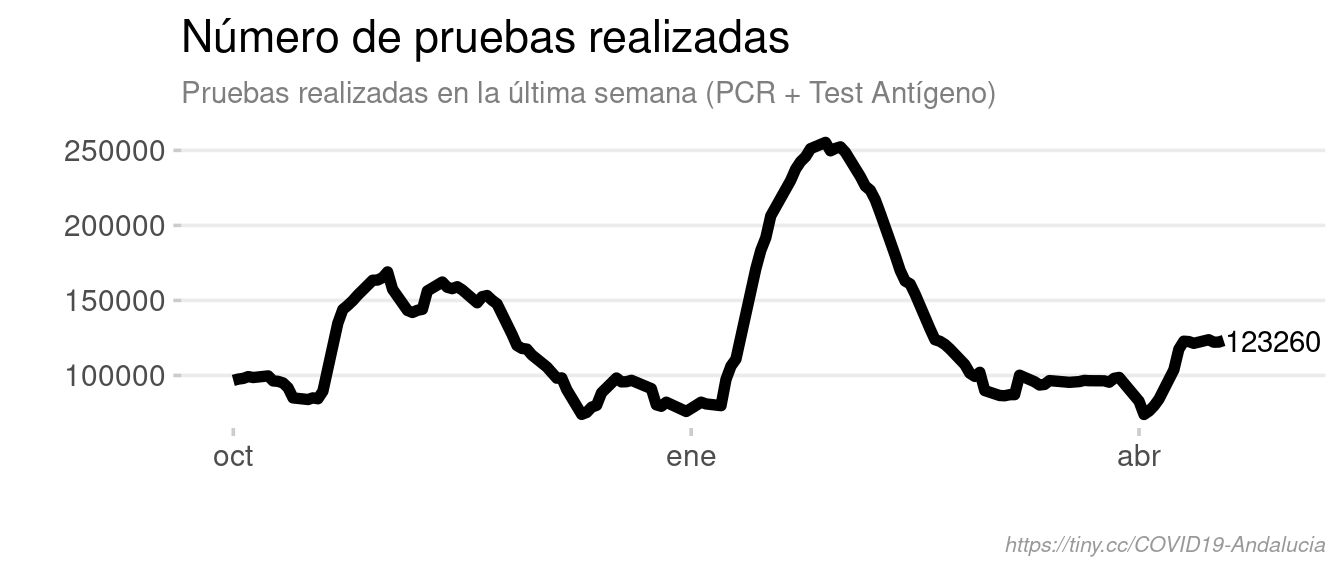 Número de pruebas realizadas
Pruebas realizadas en la última semana (PCR + Test Antígeno)
250000
200000
150000
100000
123260
oct ene abr
https://tiny.cc/COVID19-Andalucia